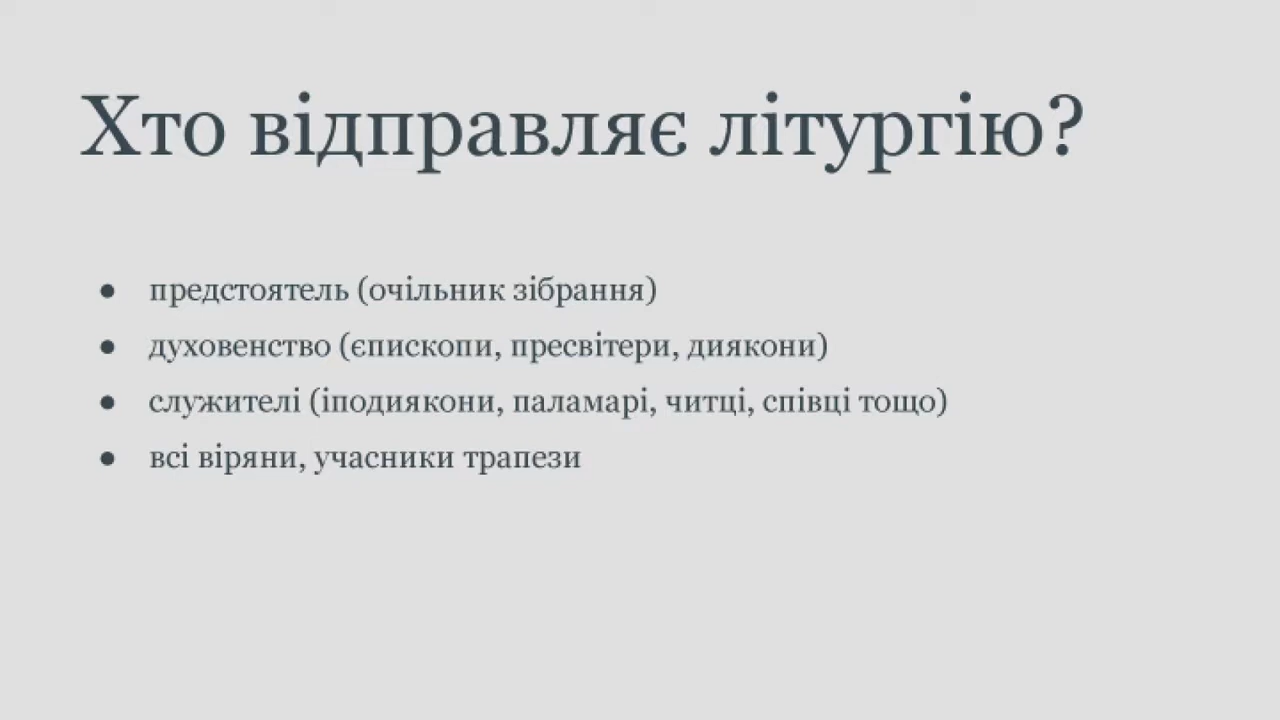 Хто відправляє літургію?
● предстоятель (очільник зібрання)
● духовенство (єпископи, пресвітери, диякони)
● служителі (іподиякони, паламарі, читці, співці тощо)
● всі віряни, учасники трапези